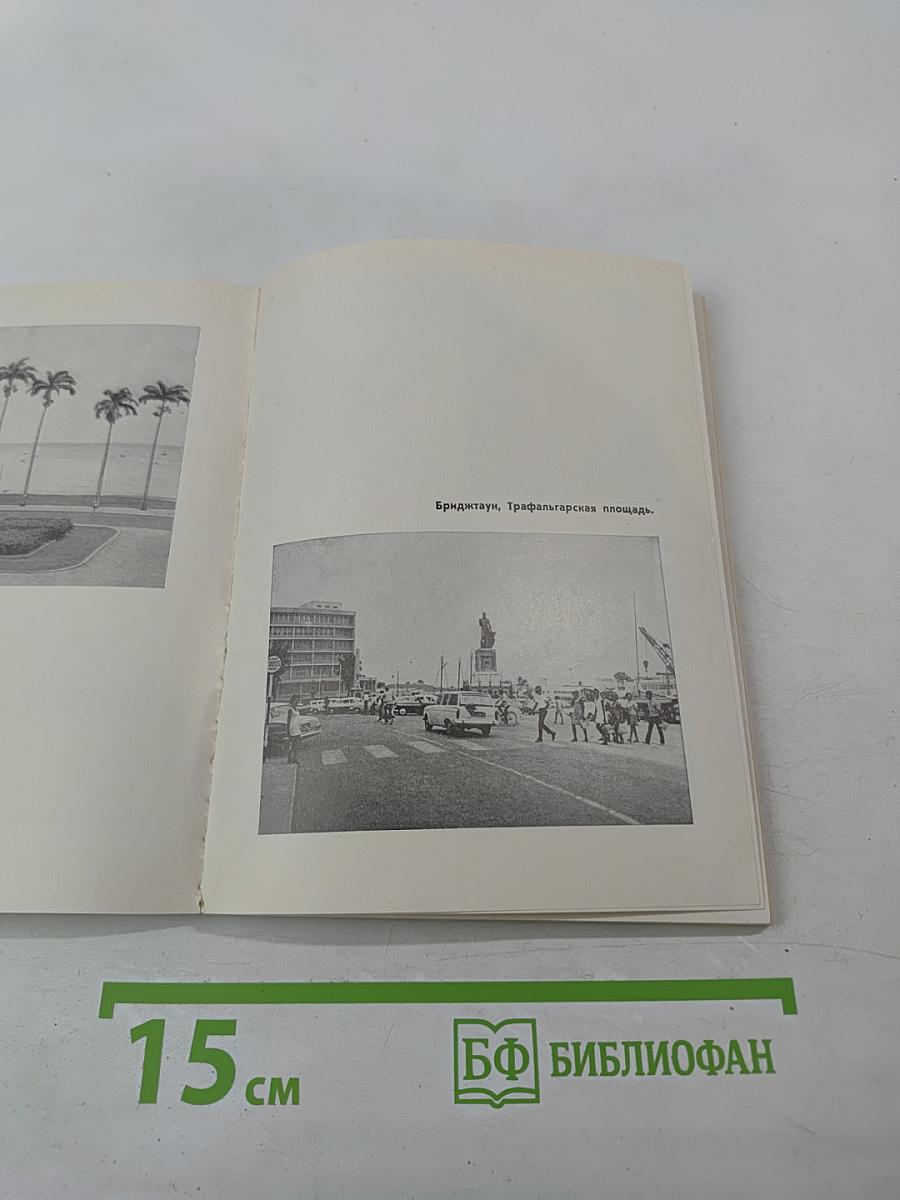 Бриджтаун, Трафальгарская площадь.
15 см
БФ БИБЛИОФАН